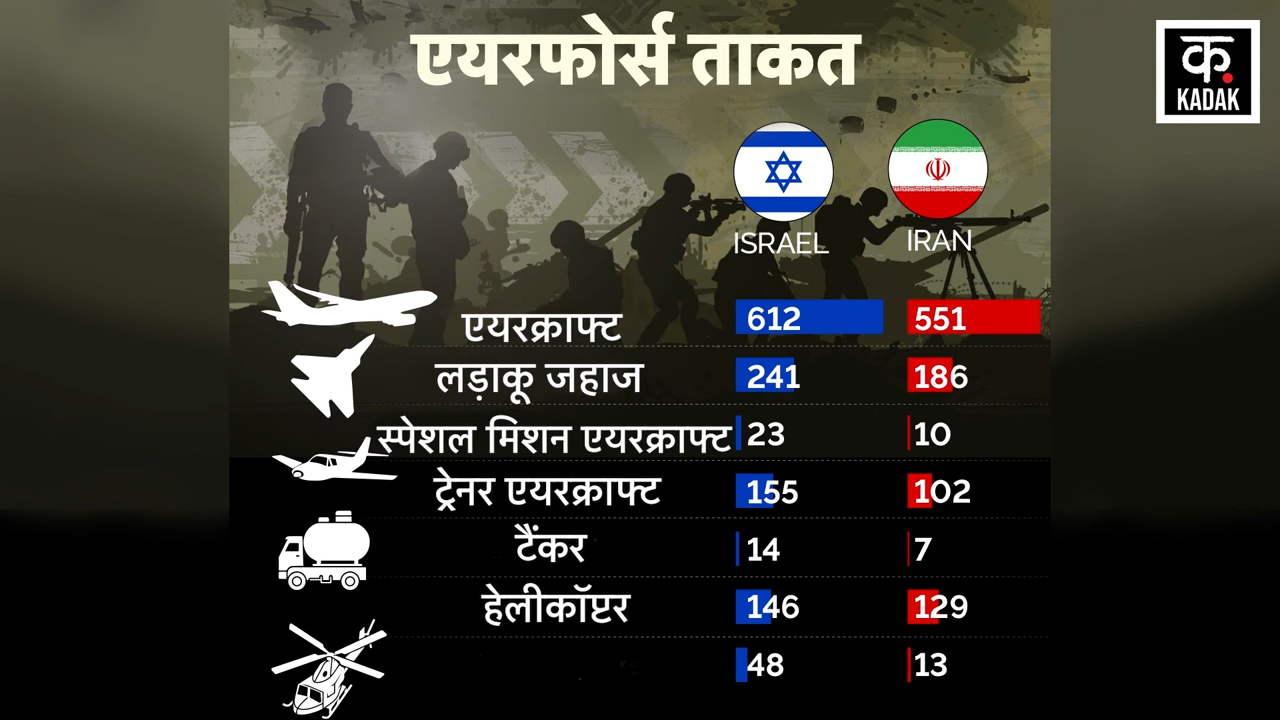 एयरफोर्स ताकत
क.
KADAK
ISRAEL
IRAN
एयरक्राफ्ट 612 551
लड़ाकू जहाज 241 186
स्पेशल मिशन एयरक्राफ्ट 23 10
ट्रेनर एयरक्राफ्ट 155 102
टैंकर 14 7
हेलीकॉप्टर 146 129
48 13